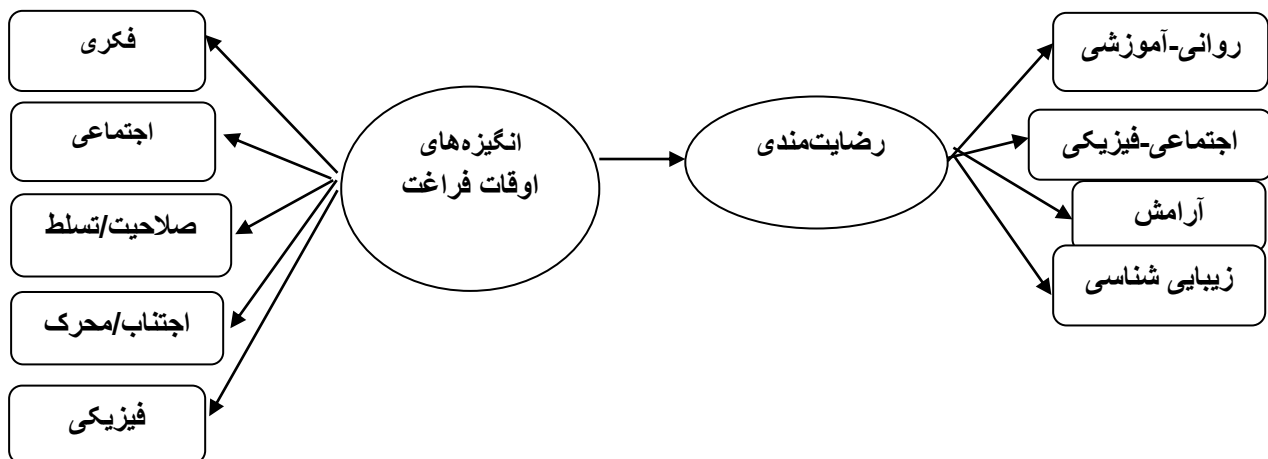 فکری
اجتماعی
صلاحیت/تسلط
اجتناب/محرک
فیزیکی
انگیزه‌های
اوقات فراغت
رضایت‌مندی
روانی-آموزشی
اجتماعی-فیزیکی
آرامش
زیبایی شناسی